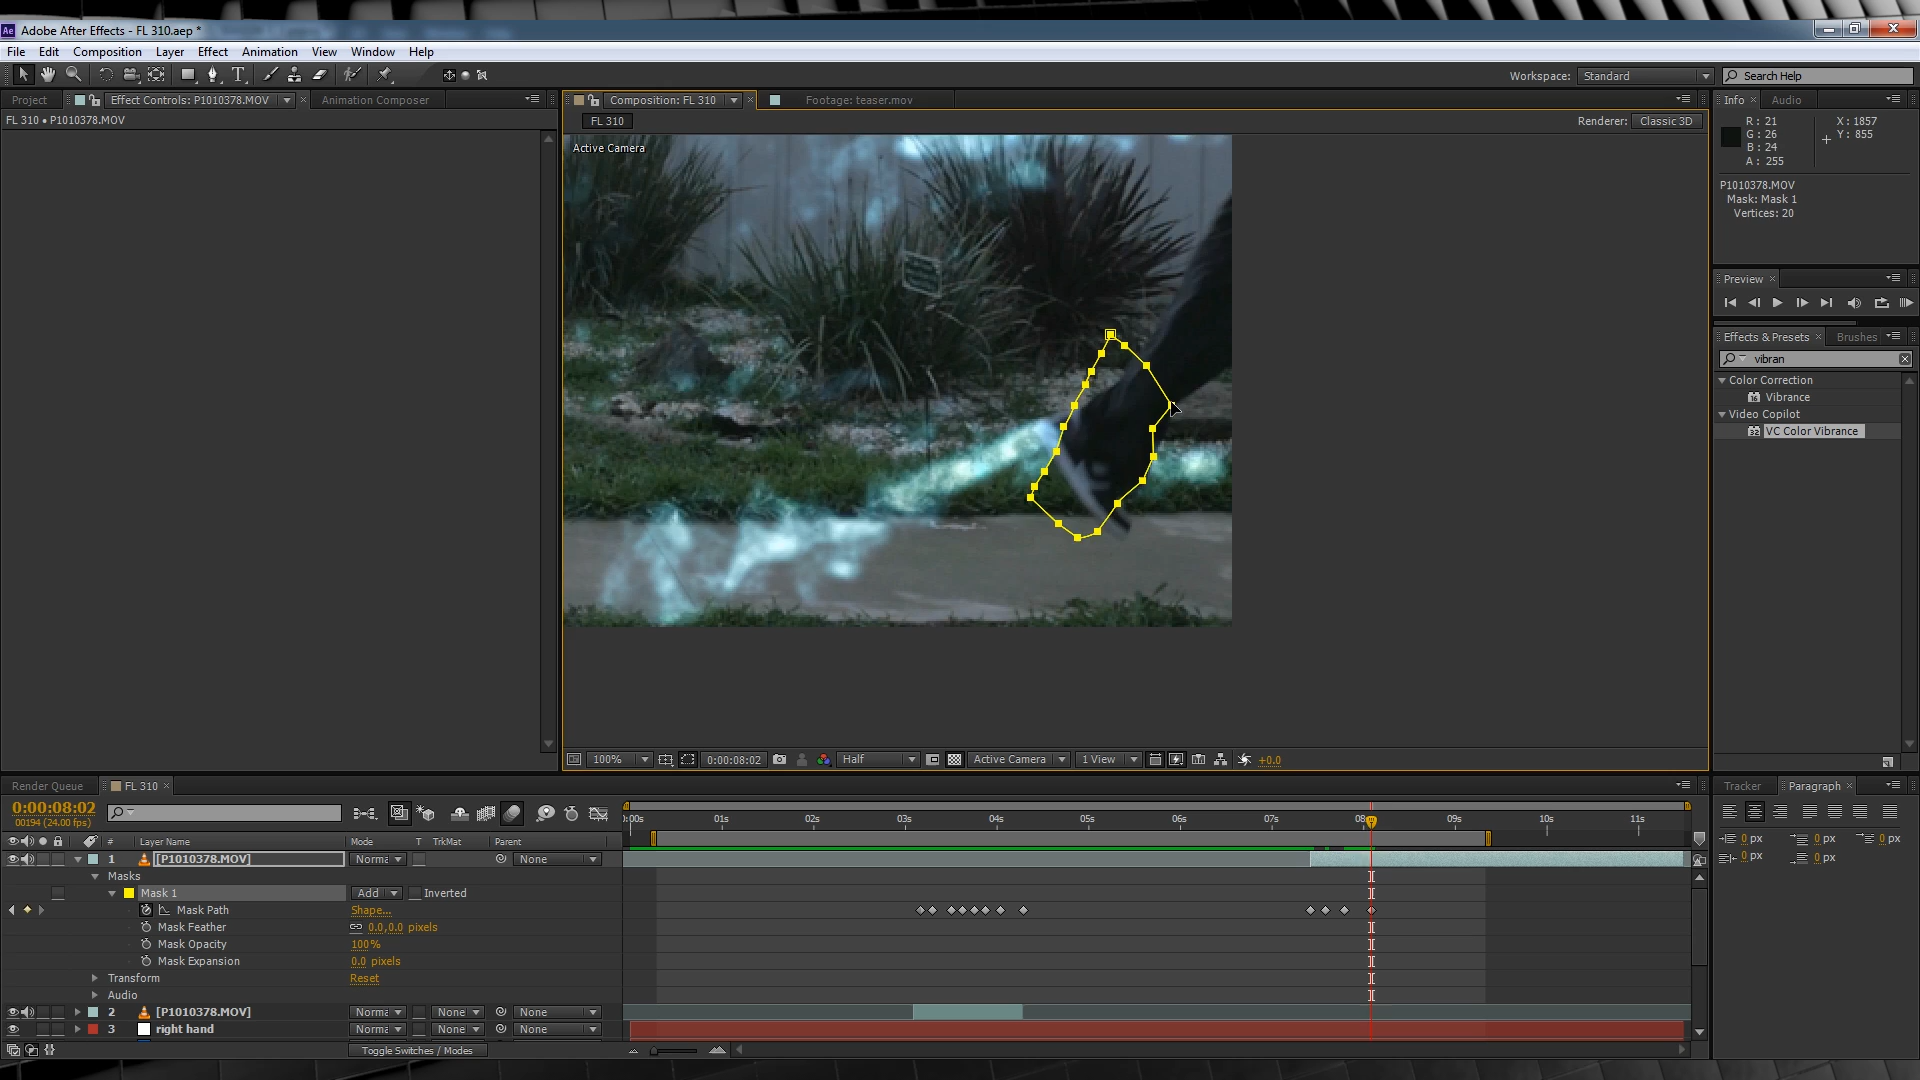 Adobe After Effects - FL 310.aep *
File Edit Composition Layer Effect Animation View Window Help
Workspace: Standard Search Help
Project Effect Controls: P1010378.MOV Animation Composer
Composition: FL 310 Footage: teaser.mov
Info Audio
FL 310 • P1010378.MOV
FL 310
Renderer: Classic 3D
R : 21 X : 1857
G : 26 Y : 855
B : 24
A : 255
Active Camera
P1010378.MOV
Mask: Mask 1
Vertices: 20
Preview
Effects & Presets Brushes
vibran
Color Correction
Vibrance
Video Copilot
VC Color Vibrance
100% 0:00:08:02 Half Active Camera 1 View +0.0
Render Queue FL 310
Tracker Paragraph
0:00:08:02
00194 (24.00 fps)
0:00s 01s 02s 03s 04s 05s 06s 07s 08s 09s 10s 11s
0 px 0 px 0 px
0 px 0 px
# Layer Name Mode T TrkMat Parent
1 [P1010378.MOV] Norma None
Masks
Mask 1 Add Inverted
Mask Path Shape...
Mask Feather 0.0,0.0 pixels
Mask Opacity 100%
Mask Expansion 0.0 pixels
Transform Reset
Audio
2 [P1010378.MOV] Norma None None
3 right hand Norma None None
Toggle Switches / Modes